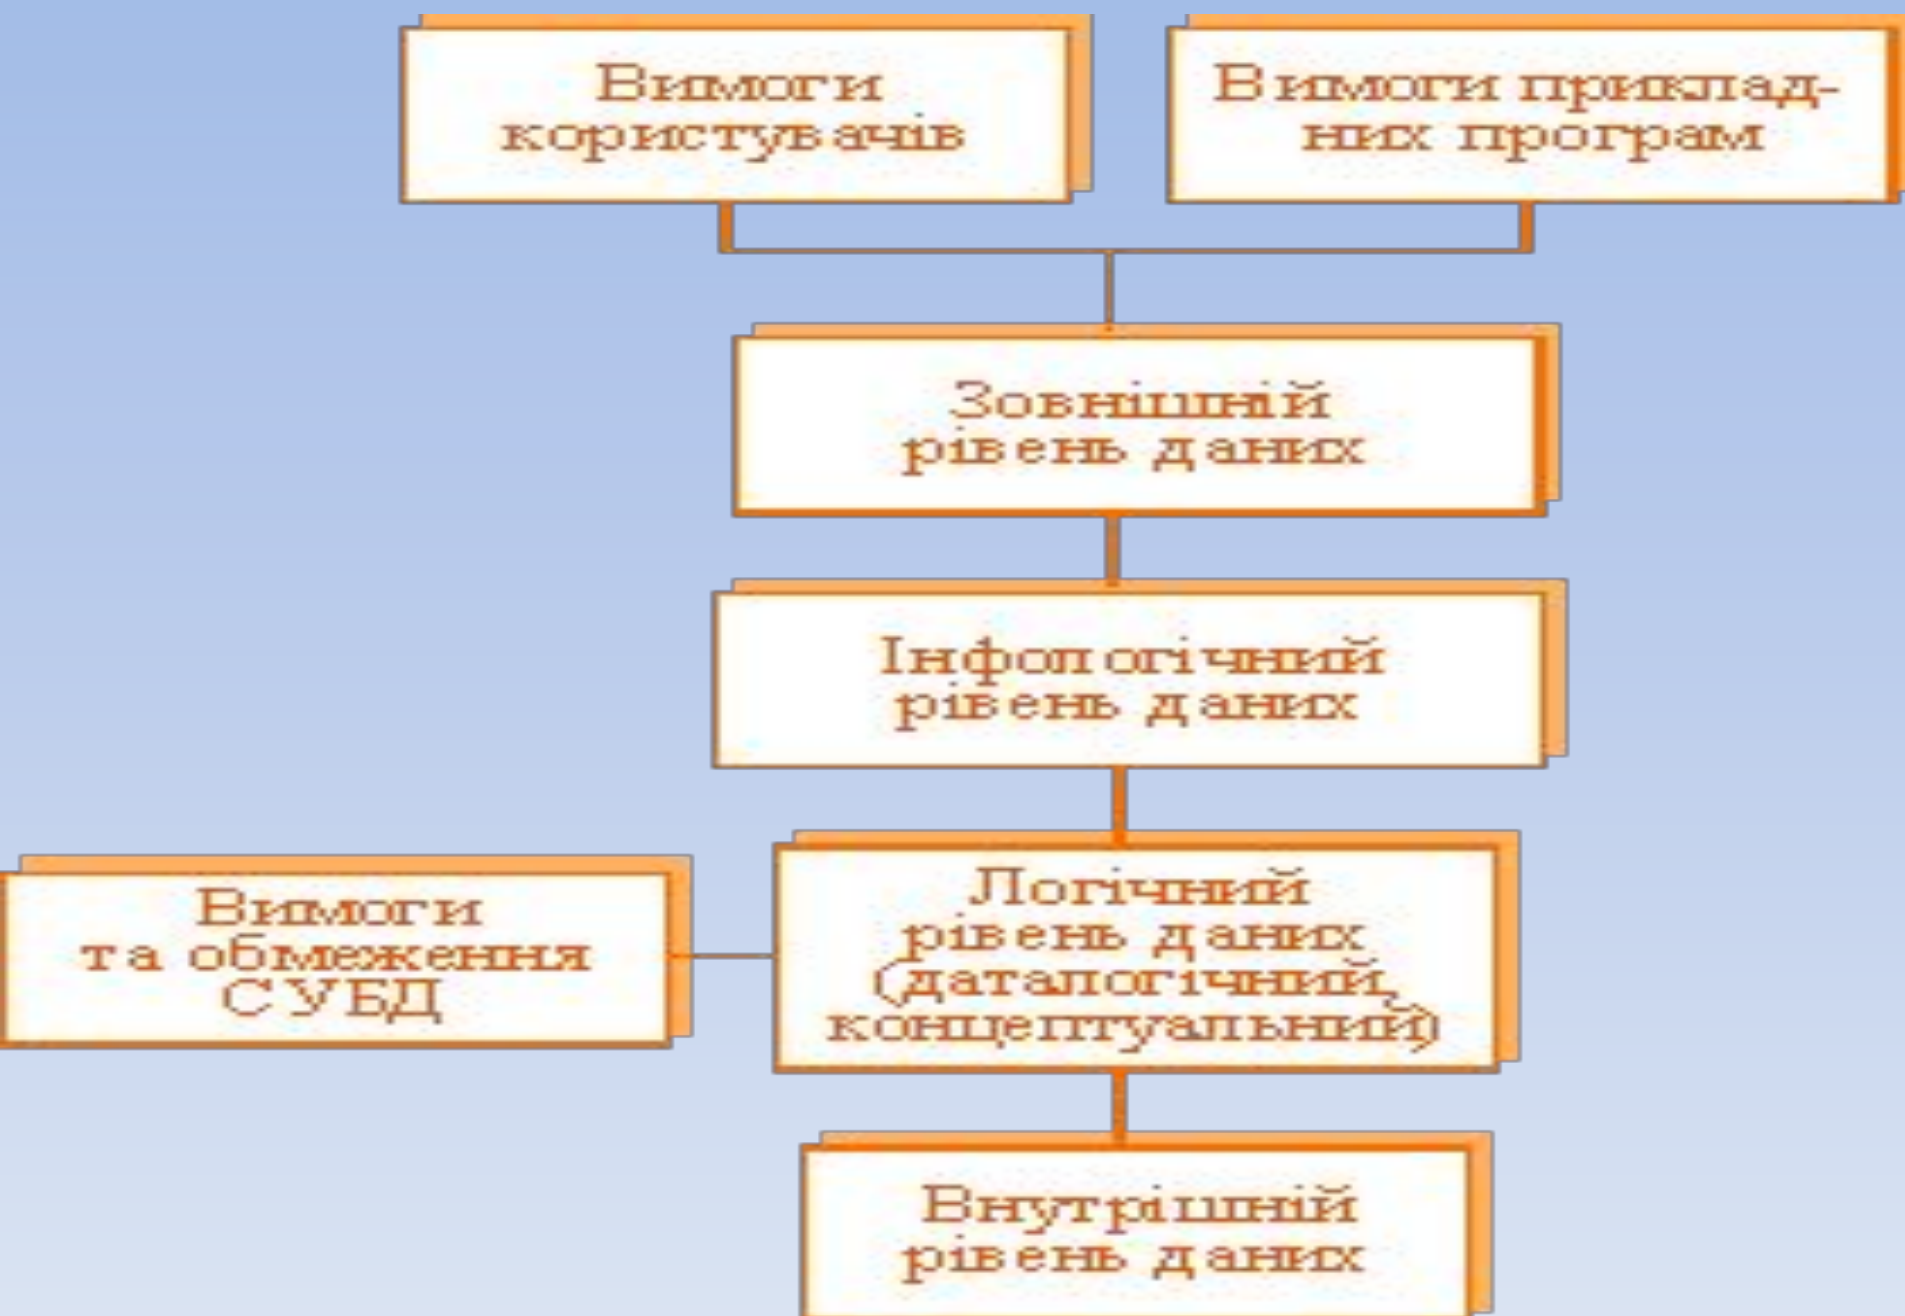 Вимоги
користувачів
Вимоги приклад-
них програм
Зовнішній
рівень даних
Інфологічний
рівень даних
Вимоги
та обмеження
СУБД
Логічний
рівень даних
(даталогічний,
концептуальний)
Внутрішній
рівень даних